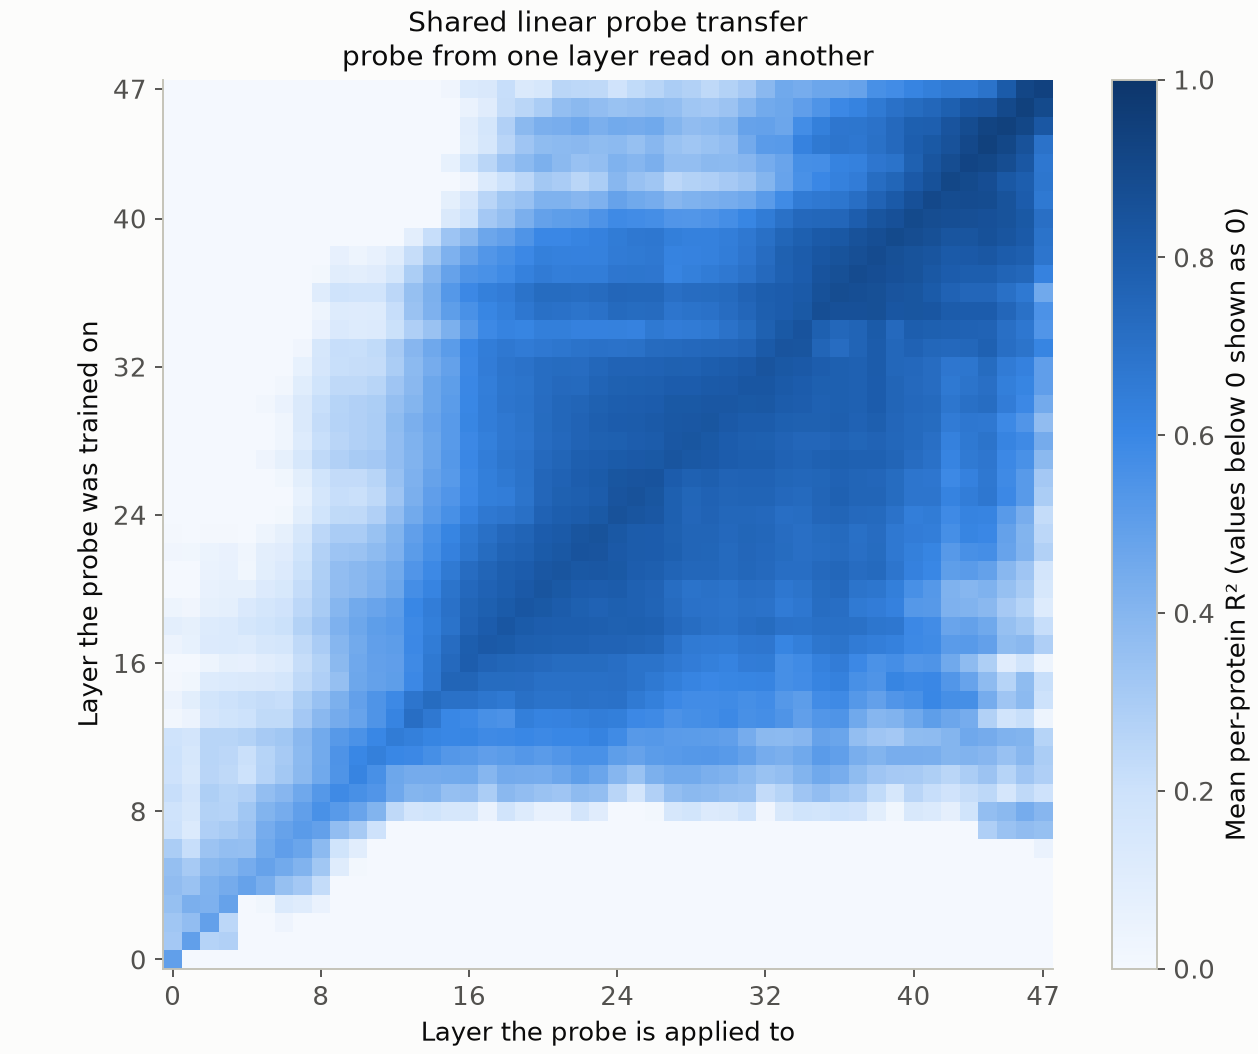 Shared linear probe transfer
probe from one layer read on another
Layer the probe was trained on
47
40
32
24
16
8
0
0 8 16 24 32 40 47
Layer the probe is applied to
1.0
0.8
0.6
0.4
0.2
0.0
Mean per-protein R² (values below 0 shown as 0)